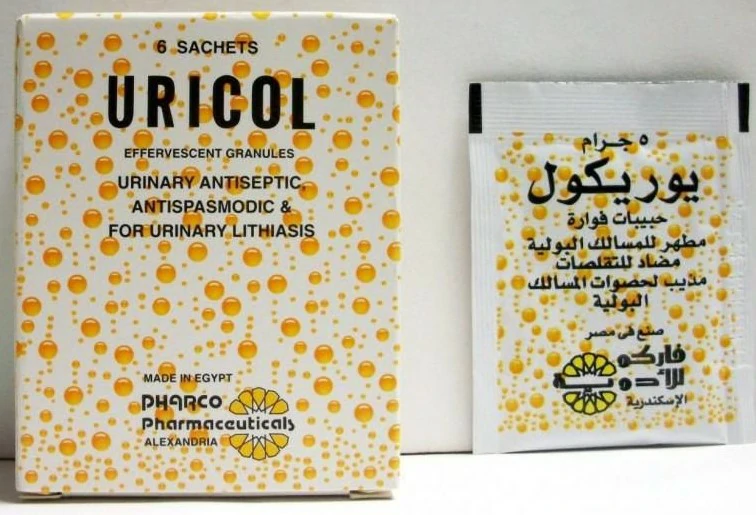 6 SACHETS
URICOL
EFFERVESCENT GRANULES
URINARY ANTISEPTIC,
ANTISPASMODIC &
FOR URINARY LITHIASIS
MADE IN EGYPT
PHARCO
Pharmaceuticals
ALEXANDRIA
٥ جرام
يوريكول
حبيبات فوارة
مطهر للمسالك البولية
مضاد للتقلصات
مذيب لحصوات المسالك
البولية
صنع فى مصر
فاركو
للأدوية
الإسكندرية